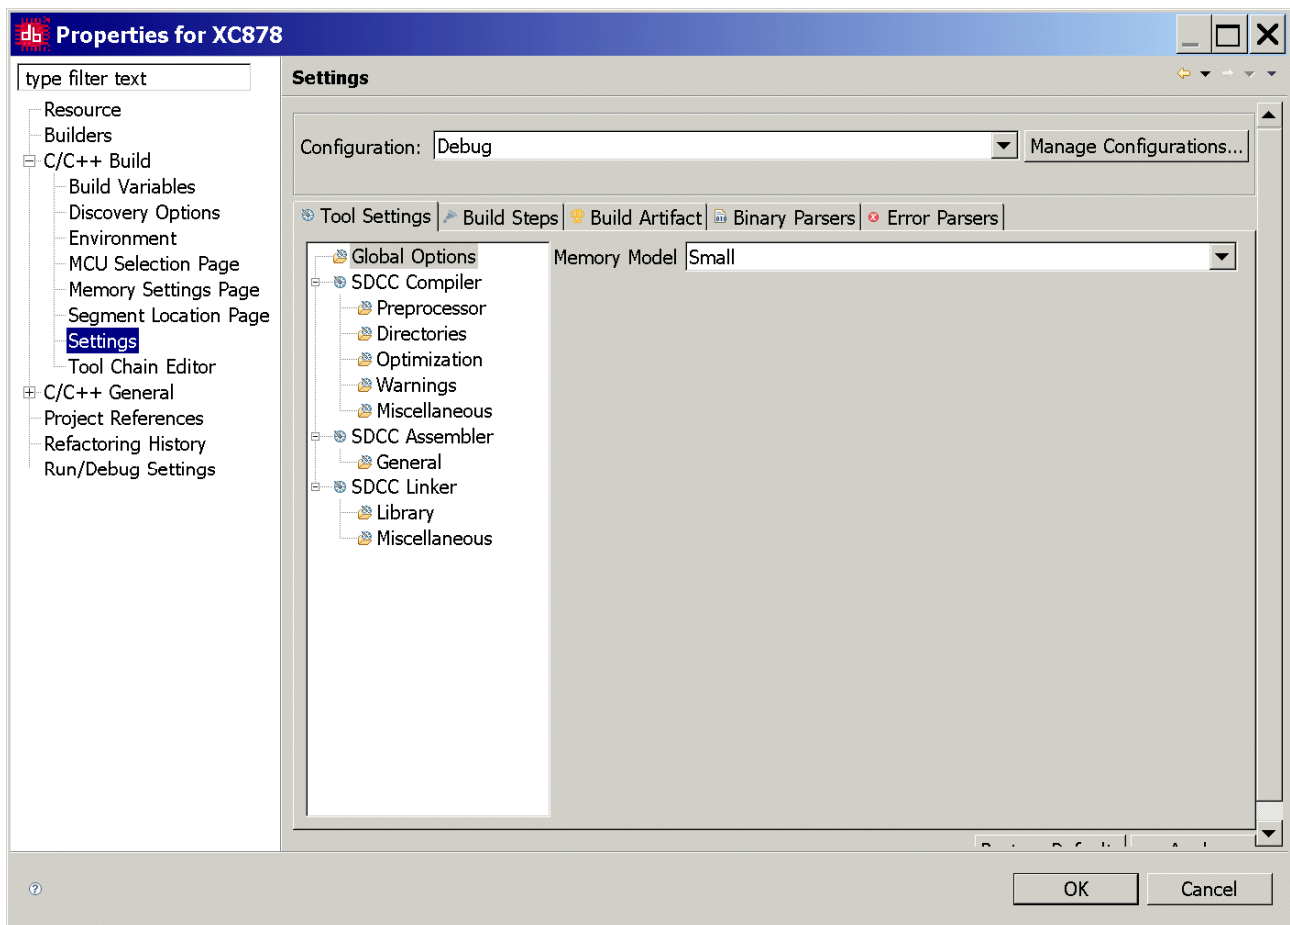 Properties for XC878
type filter text
Resource
Builders
C/C++ Build
Build Variables
Discovery Options
Environment
MCU Selection Page
Memory Settings Page
Segment Location Page
Settings
Tool Chain Editor
C/C++ General
Project References
Refactoring History
Run/Debug Settings
Settings
Configuration: Debug Manage Configurations...
Tool Settings Build Steps Build Artifact Binary Parsers Error Parsers
Global Options
SDCC Compiler
Preprocessor
Directories
Optimization
Warnings
Miscellaneous
SDCC Assembler
General
SDCC Linker
Library
Miscellaneous
Memory Model Small
OK Cancel